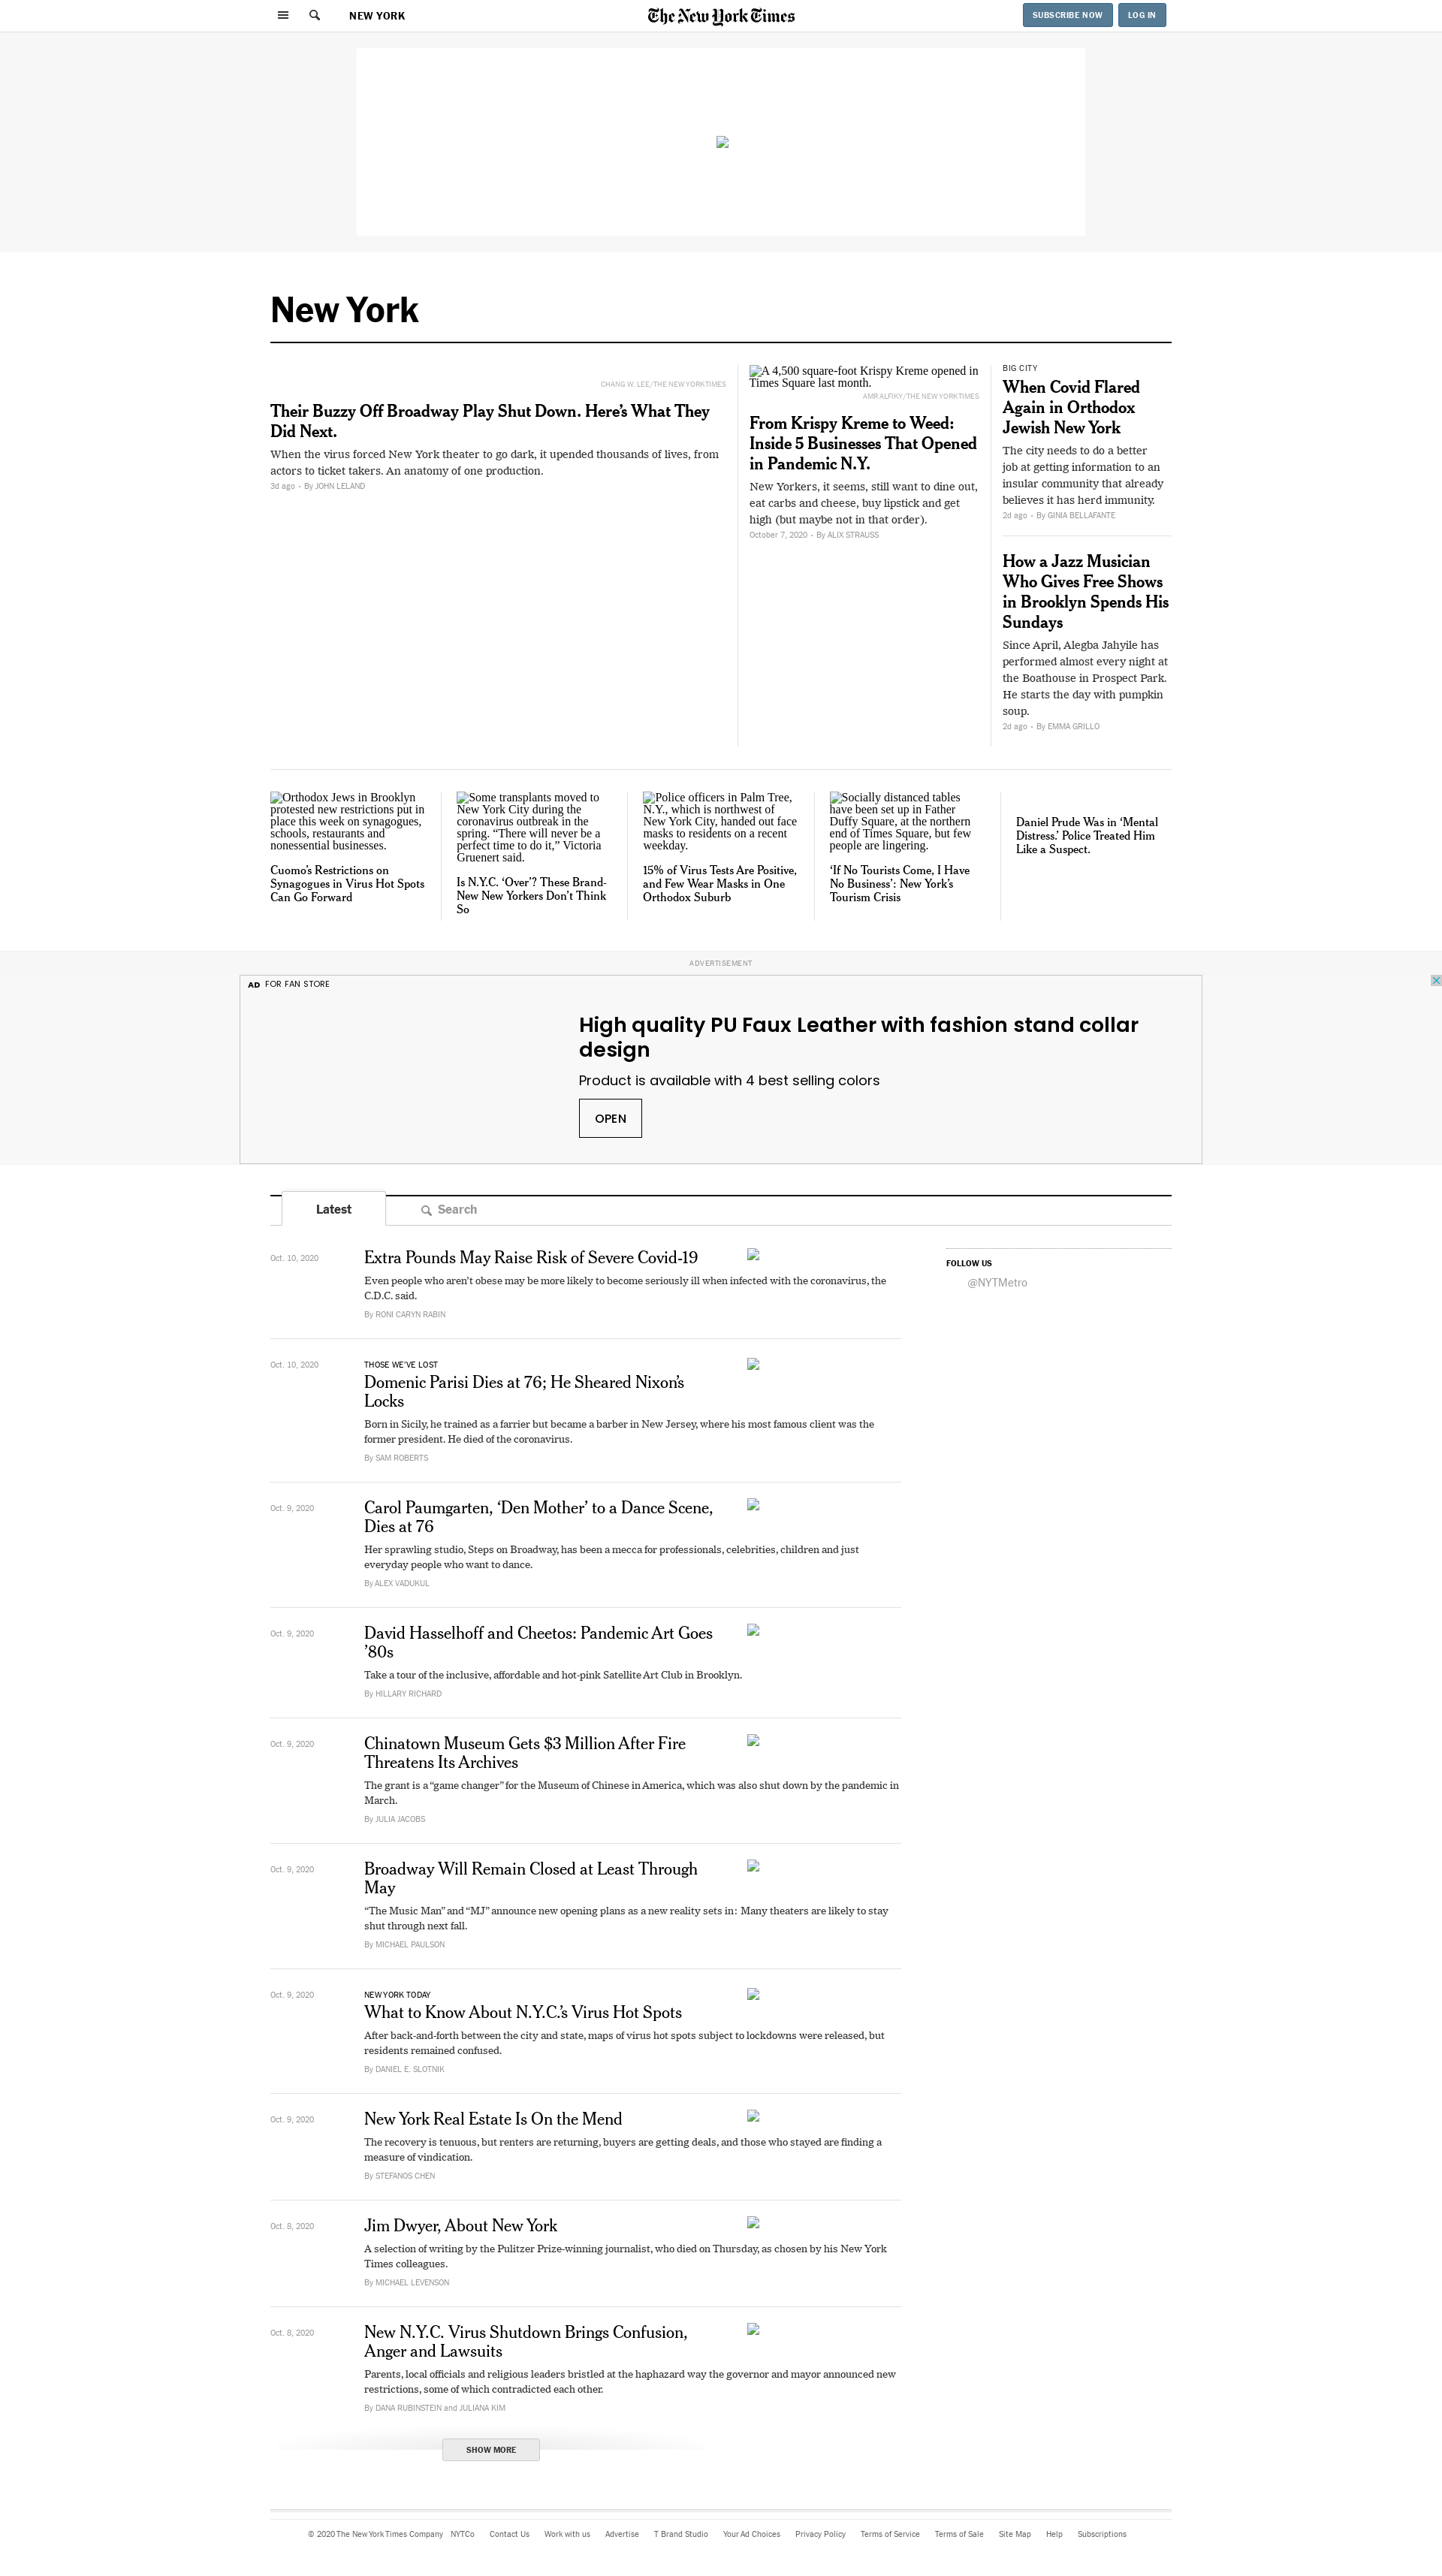 NEW YORK
The New York Times
SUBSCRIBE NOW
LOG IN
New York
CHANG W. LEE/THE NEW YORK TIMES
Their Buzzy Off Broadway Play Shut Down. Here’s What They
Did Next.
When the virus forced New York theater to go dark, it upended thousands of lives, from
actors to ticket takers. An anatomy of one production.
3d ago • By JOHN LELAND
A 4,500 square-foot Krispy Kreme opened in
Times Square last month.
AMR ALFIKY/THE NEW YORK TIMES
From Krispy Kreme to Weed:
Inside 5 Businesses That Opened
in Pandemic N.Y.
New Yorkers, it seems, still want to dine out,
eat carbs and cheese, buy lipstick and get
high (but maybe not in that order).
October 7, 2020 • By ALIX STRAUSS
BIG CITY
When Covid Flared
Again in Orthodox
Jewish New York
The city needs to do a better
job at getting information to an
insular community that already
believes it has herd immunity.
2d ago • By GINIA BELLAFANTE
How a Jazz Musician
Who Gives Free Shows
in Brooklyn Spends His
Sundays
Since April, Alegba Jahyile has
performed almost every night at
the Boathouse in Prospect Park.
He starts the day with pumpkin
soup.
2d ago • By EMMA GRILLO
Orthodox Jews in Brooklyn
protested new restrictions put in
place this week on synagogues,
schools, restaurants and
nonessential businesses.
Cuomo’s Restrictions on
Synagogues in Virus Hot Spots
Can Go Forward
Some transplants moved to
New York City during the
coronavirus outbreak in the
spring. “There will never be a
perfect time to do it,” Victoria
Gruenert said.
Is N.Y.C. ‘Over’? These Brand-
New New Yorkers Don’t Think
So
Police officers in Palm Tree,
N.Y., which is northwest of
New York City, handed out face
masks to residents on a recent
weekday.
15% of Virus Tests Are Positive,
and Few Wear Masks in One
Orthodox Suburb
Socially distanced tables
have been set up in Father
Duffy Square, at the northern
end of Times Square, but few
people are lingering.
‘If No Tourists Come, I Have
No Business’: New York’s
Tourism Crisis
Daniel Prude Was in ‘Mental
Distress.’ Police Treated Him
Like a Suspect.
ADVERTISEMENT
AD FOR FAN STORE
High quality PU Faux Leather with fashion stand collar
design
Product is available with 4 best selling colors
OPEN
Latest
Search
Oct. 10, 2020
Extra Pounds May Raise Risk of Severe Covid-19
Even people who aren’t obese may be more likely to become seriously ill when infected with the coronavirus, the
C.D.C. said.
By RONI CARYN RABIN
FOLLOW US
@NYTMetro
Oct. 10, 2020
THOSE WE’VE LOST
Domenic Parisi Dies at 76; He Sheared Nixon’s
Locks
Born in Sicily, he trained as a farrier but became a barber in New Jersey, where his most famous client was the
former president. He died of the coronavirus.
By SAM ROBERTS
Oct. 9, 2020
Carol Paumgarten, ‘Den Mother’ to a Dance Scene,
Dies at 76
Her sprawling studio, Steps on Broadway, has been a mecca for professionals, celebrities, children and just
everyday people who want to dance.
By ALEX VADUKUL
Oct. 9, 2020
David Hasselhoff and Cheetos: Pandemic Art Goes
’80s
Take a tour of the inclusive, affordable and hot-pink Satellite Art Club in Brooklyn.
By HILLARY RICHARD
Oct. 9, 2020
Chinatown Museum Gets $3 Million After Fire
Threatens Its Archives
The grant is a “game changer” for the Museum of Chinese in America, which was also shut down by the pandemic in
March.
By JULIA JACOBS
Oct. 9, 2020
Broadway Will Remain Closed at Least Through
May
“The Music Man” and “MJ” announce new opening plans as a new reality sets in: Many theaters are likely to stay
shut through next fall.
By MICHAEL PAULSON
Oct. 9, 2020
NEW YORK TODAY
What to Know About N.Y.C.’s Virus Hot Spots
After back-and-forth between the city and state, maps of virus hot spots subject to lockdowns were released, but
residents remained confused.
By DANIEL E. SLOTNIK
Oct. 9, 2020
New York Real Estate Is On the Mend
The recovery is tenuous, but renters are returning, buyers are getting deals, and those who stayed are finding a
measure of vindication.
By STEFANOS CHEN
Oct. 8, 2020
Jim Dwyer, About New York
A selection of writing by the Pulitzer Prize-winning journalist, who died on Thursday, as chosen by his New York
Times colleagues.
By MICHAEL LEVENSON
Oct. 8, 2020
New N.Y.C. Virus Shutdown Brings Confusion,
Anger and Lawsuits
Parents, local officials and religious leaders bristled at the haphazard way the governor and mayor announced new
restrictions, some of which contradicted each other.
By DANA RUBINSTEIN and JULIANA KIM
SHOW MORE
© 2020 The New York Times Company NYTCo Contact Us Work with us Advertise T Brand Studio Your Ad Choices Privacy Policy Terms of Service Terms of Sale Site Map Help Subscriptions